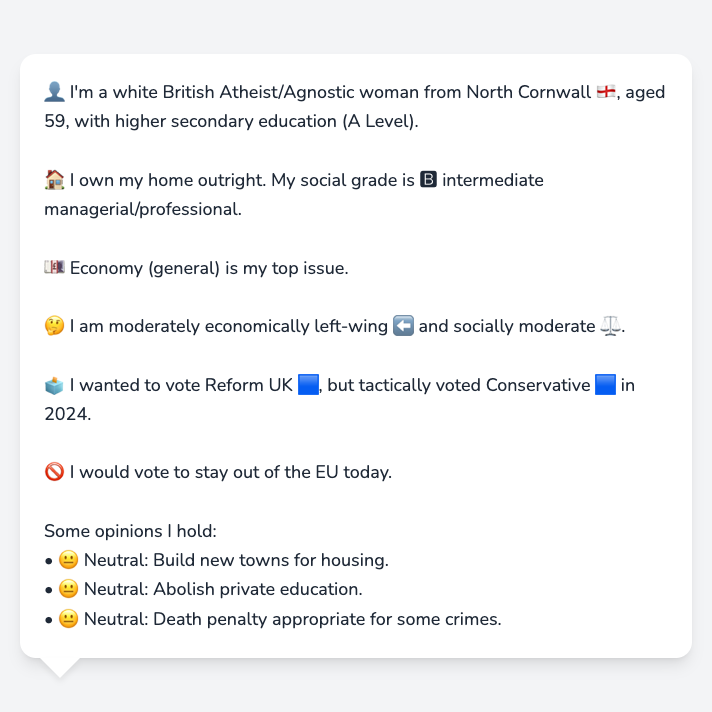 👤 I'm a white British Atheist/Agnostic woman from North Cornwall 🏴󠁧󠁢󠁥󠁮󠁧󠁿, aged
59, with higher secondary education (A Level).
🏠 I own my home outright. My social grade is 🅱 intermediate
managerial/professional.
💷 Economy (general) is my top issue.
🤔 I am moderately economically left-wing ⬅️ and socially moderate ⚖️.
🗳️ I wanted to vote Reform UK 🟦, but tactically voted Conservative 🟦 in
2024.
🚫 I would vote to stay out of the EU today.
Some opinions I hold:
• 😐 Neutral: Build new towns for housing.
• 😐 Neutral: Abolish private education.
• 😐 Neutral: Death penalty appropriate for some crimes.